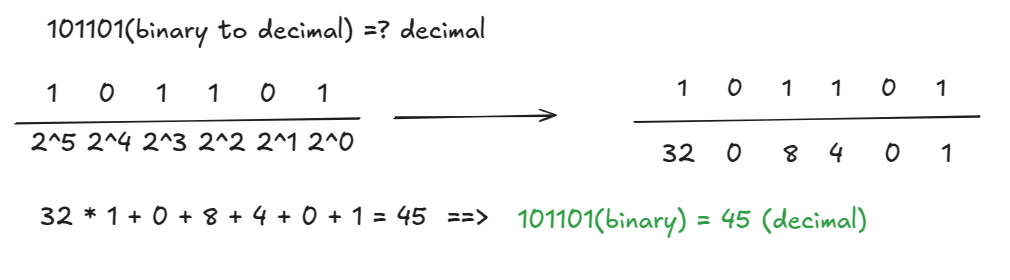 101101(binary to decimal) =? decimal
1 0 1 1 0 1
2^5 2^4 2^3 2^2 2^1 2^0
1 0 1 1 0 1
32 0 8 4 0 1
32 * 1 + 0 + 8 + 4 + 0 + 1 = 45 ==> 101101(binary) = 45 (decimal)